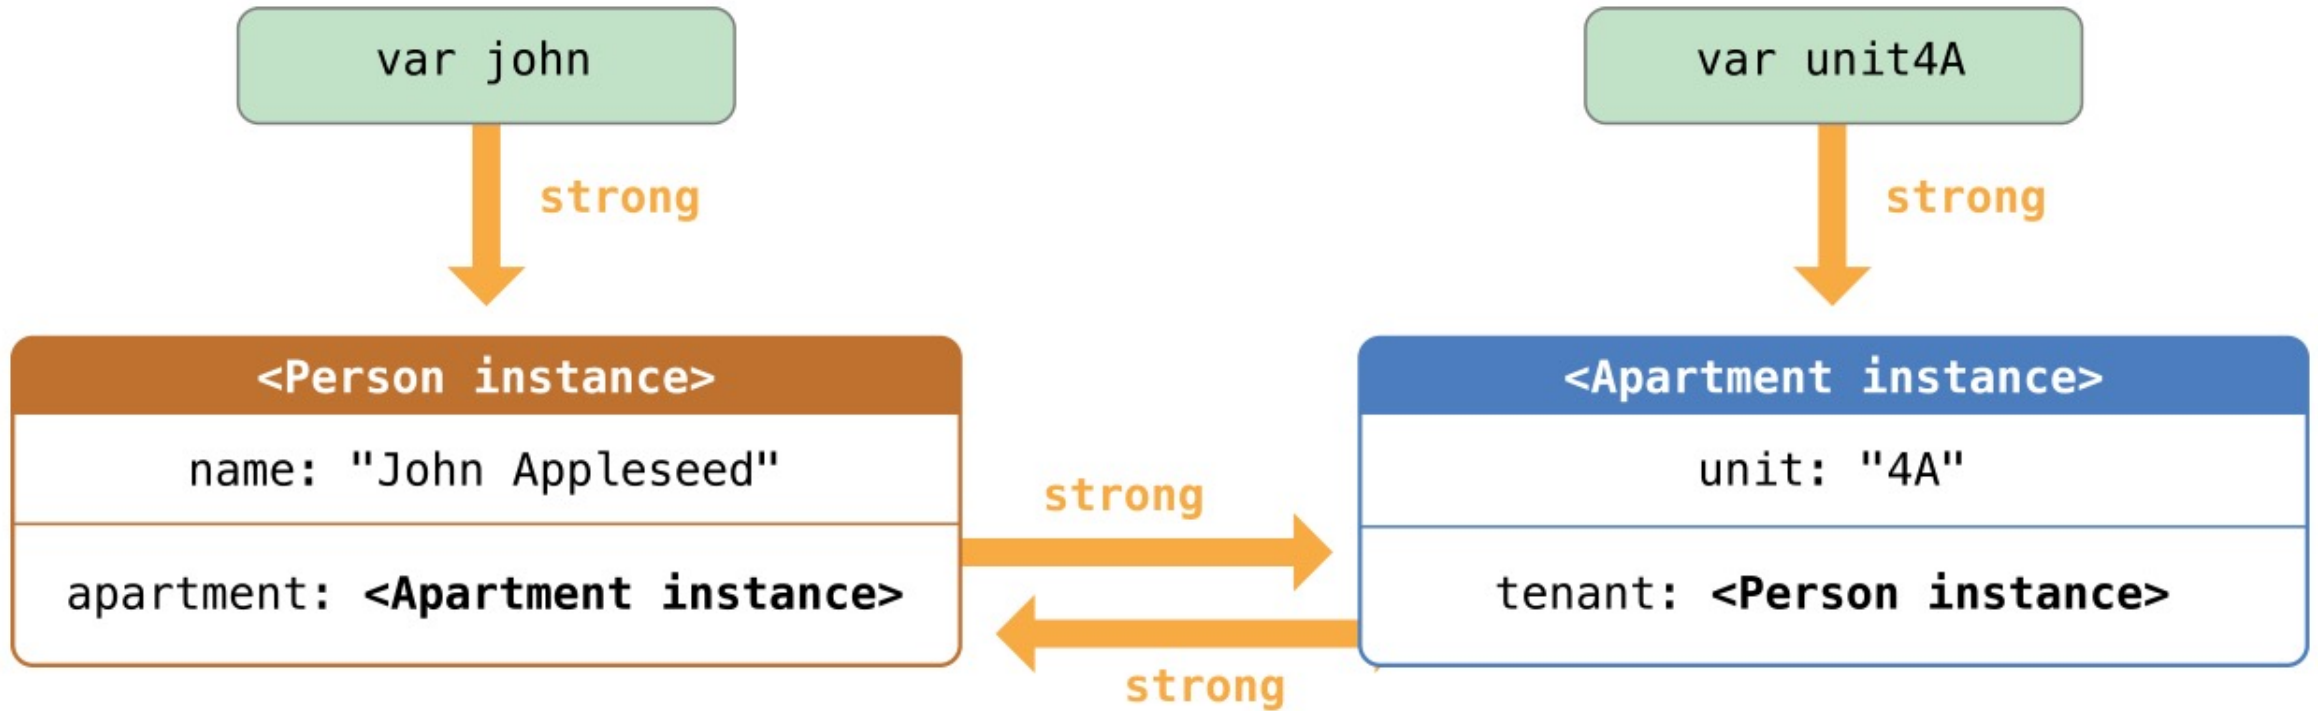 var john
var unit4A
strong
strong
<Person instance>
<Apartment instance>
name: "John Appleseed"
unit: "4A"
strong
apartment: <Apartment instance>
tenant: <Person instance>
strong